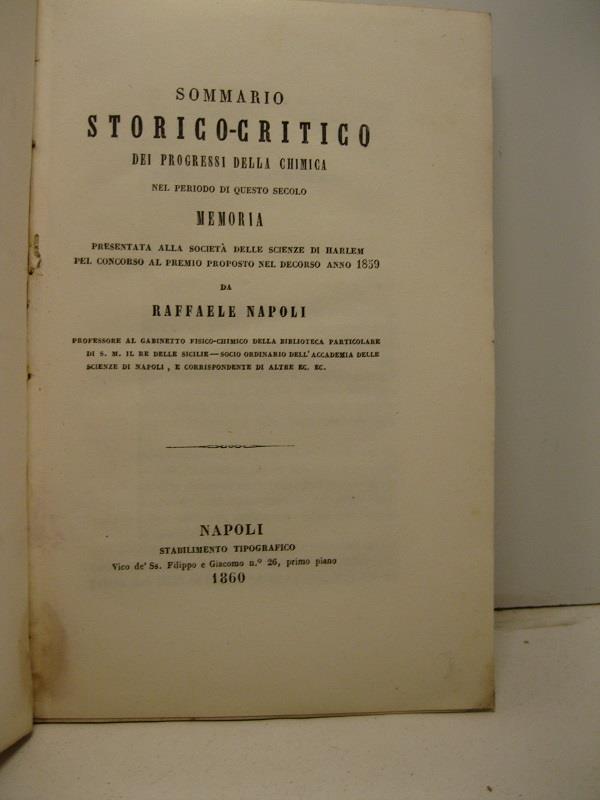 SOMMARIO
STORICO-CRITICO
DEI PROGRESSI DELLA CHIMICA
NEL PERIODO DI QUESTO SECOLO
MEMORIA
PRESENTATA ALLA SOCIETÀ DELLE SCIENZE DI HARLEM
PEL CONCORSO AL PREMIO PROPOSTO NEL DECORSO ANNO 1859
DA
RAFFAELE NAPOLI
PROFESSORE AL GABINETTO FISICO-CHIMICO DELLA BIBLIOTECA PARTICOLARE
DI S. M. IL RE DELLE SICILIE — SOCIO ORDINARIO DELL'ACCADEMIA DELLE
SCIENZE DI NAPOLI, E CORRISPONDENTE DI ALTRE EC. EC.
NAPOLI
STABILIMENTO TIPOGRAFICO
Vico de' Ss. Filippo e Giacomo n.º 26, primo piano
1860